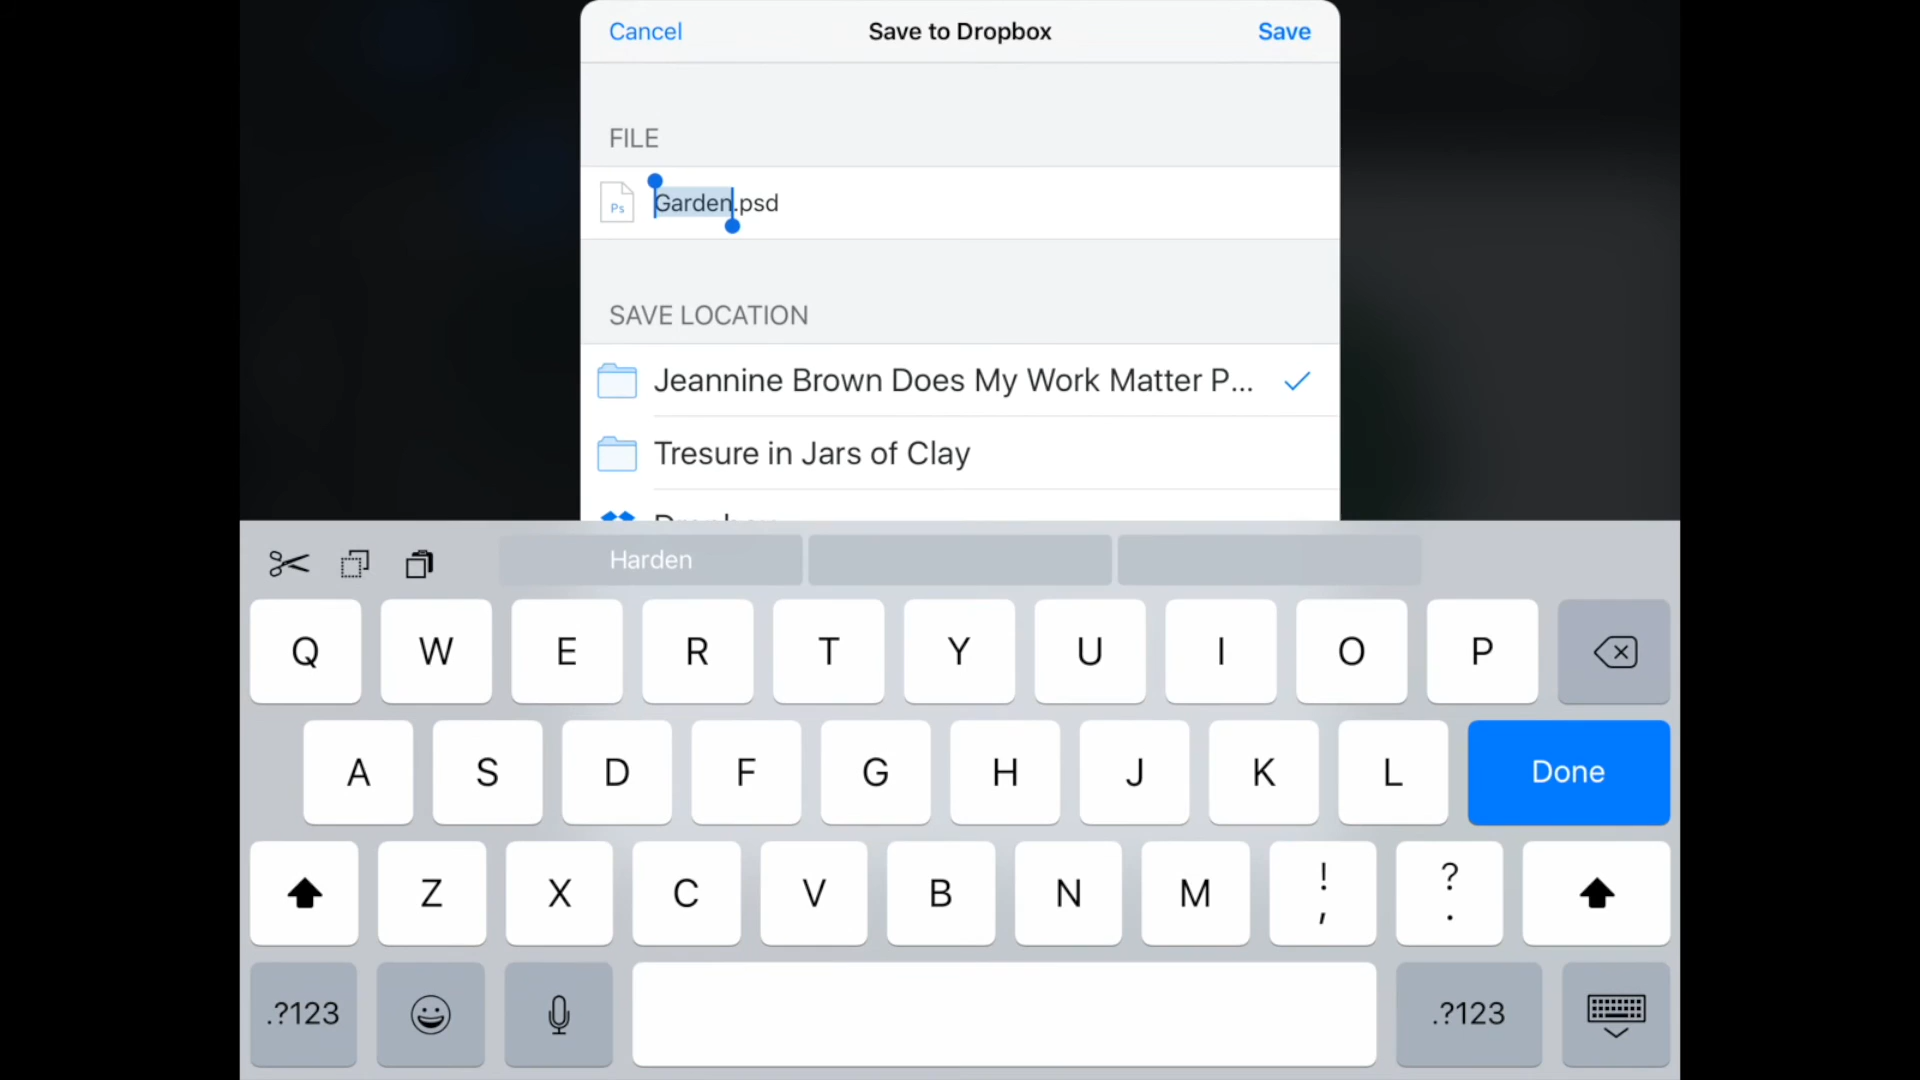 Cancel Save to Dropbox Save
FILE
Ps Garden.psd
SAVE LOCATION
Jeannine Brown Does My Work Matter P...
Tresure in Jars of Clay
Harden
Q W E R T Y U I O P
A S D F G H J K L Done
Z X C V B N M ! , ? .
.?123 .?123